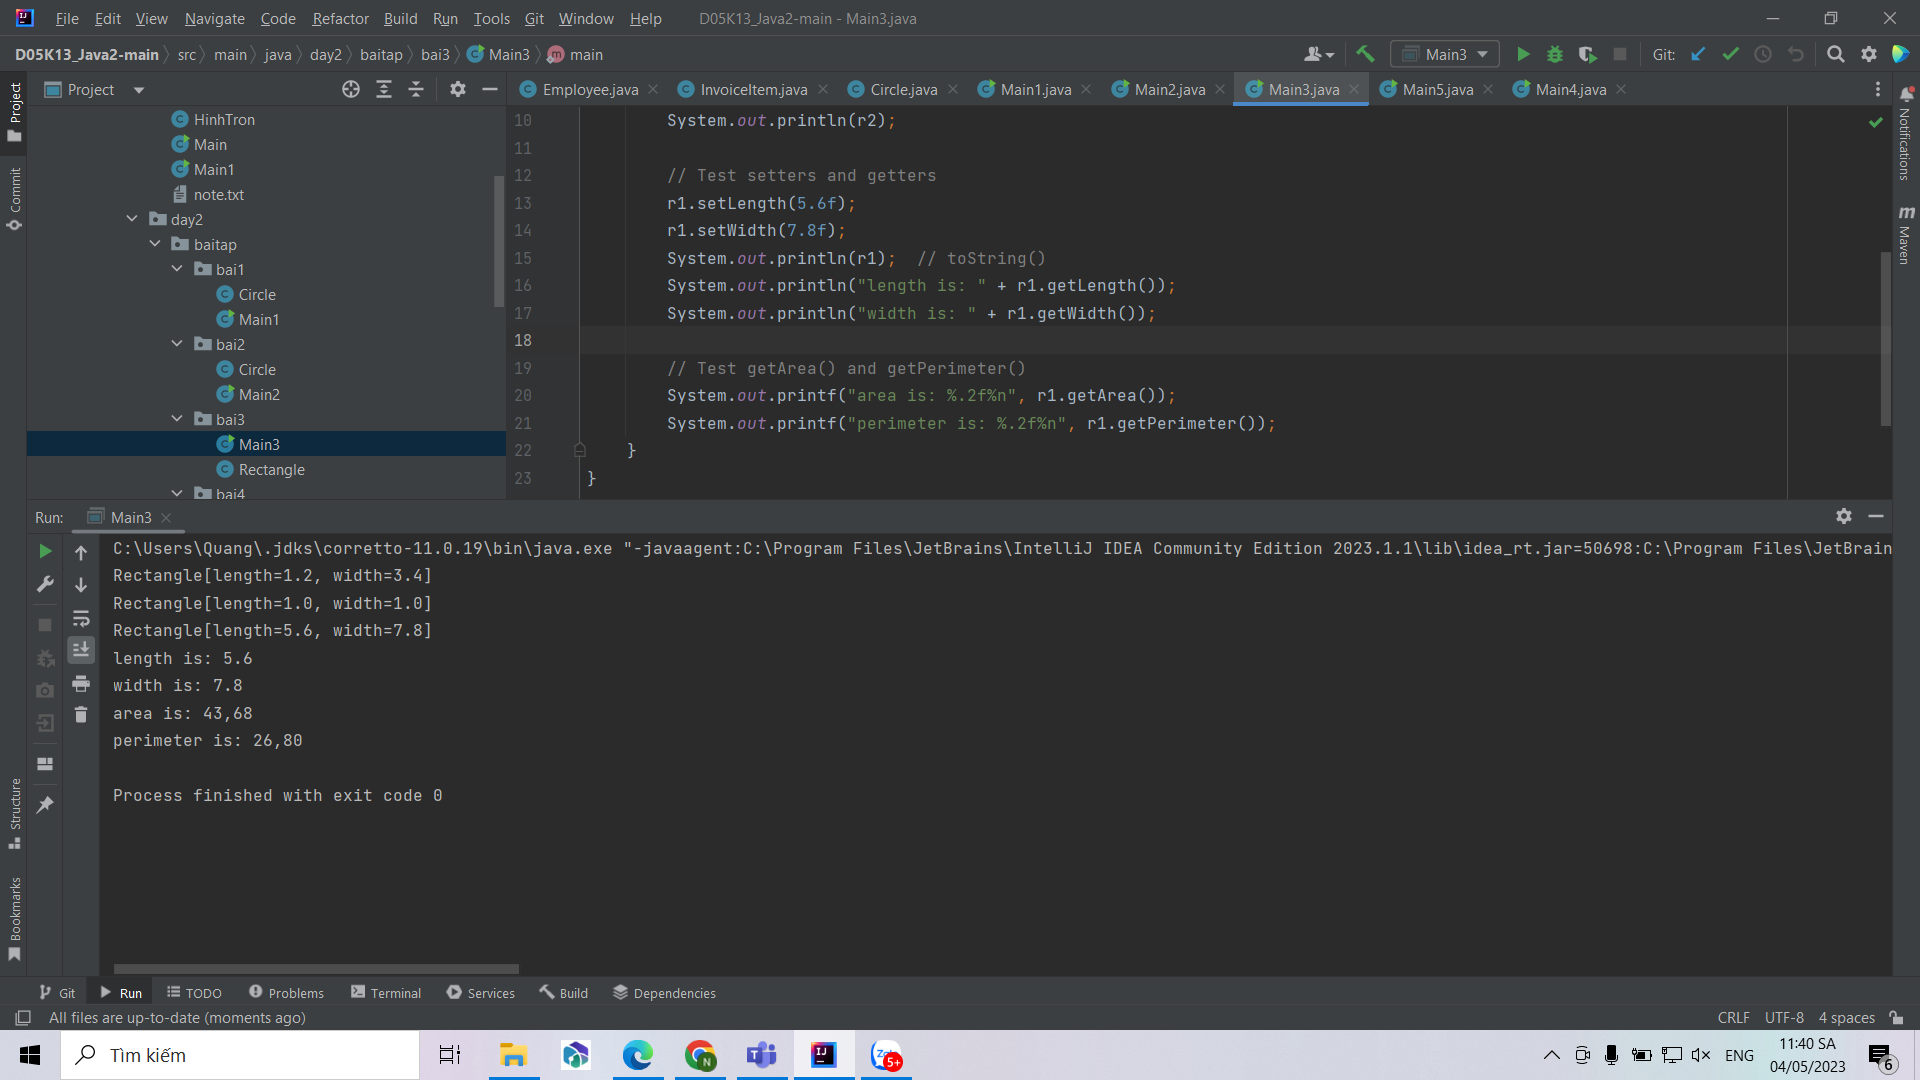 File Edit View Navigate Code Refactor Build Run Tools Git Window Help D05K13_Java2-main - Main3.java
D05K13_Java2-main src main java day2 baitap bai3 Main3 main
Main3 Git:
Project
Employee.java InvoiceItem.java Circle.java Main1.java Main2.java Main3.java Main5.java Main4.java
Project
Commit
Structure
Bookmarks
Notifications
Maven
HinhTron
Main
Main1
note.txt
day2
baitap
bai1
Circle
Main1
bai2
Circle
Main2
bai3
Main3
Rectangle
bai4
10 System.out.println(r2);
11
12 // Test setters and getters
13 r1.setLength(5.6f);
14 r1.setWidth(7.8f);
15 System.out.println(r1);  // toString()
16 System.out.println("length is: " + r1.getLength());
17 System.out.println("width is: " + r1.getWidth());
18
19 // Test getArea() and getPerimeter()
20 System.out.printf("area is: %.2f%n", r1.getArea());
21 System.out.printf("perimeter is: %.2f%n", r1.getPerimeter());
22 }
23 }
Run: Main3
C:\Users\Quang\.jdks\corretto-11.0.19\bin\java.exe "-javaagent:C:\Program Files\JetBrains\IntelliJ IDEA Community Edition 2023.1.1\lib\idea_rt.jar=50698:C:\Program Files\JetBrain
Rectangle[length=1.2, width=3.4]
Rectangle[length=1.0, width=1.0]
Rectangle[length=5.6, width=7.8]
length is: 5.6
width is: 7.8
area is: 43,68
perimeter is: 26,80
Process finished with exit code 0
Git Run TODO Problems Terminal Services Build Dependencies
All files are up-to-date (moments ago)
CRLF UTF-8 4 spaces
Tìm kiếm
ENG
11:40 SA
04/05/2023
5+
6